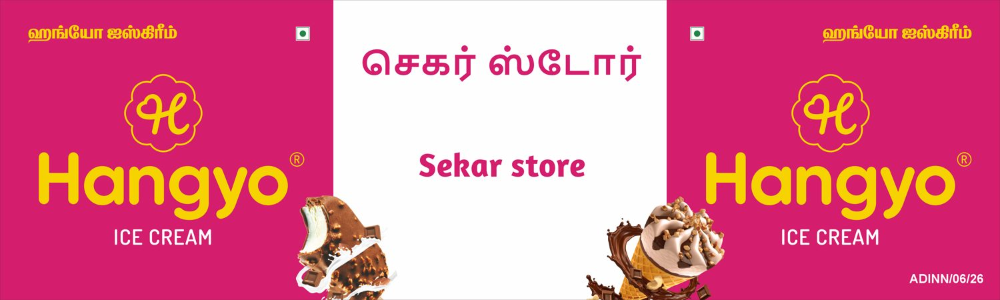 ஹங்யோ ஐஸ்கிரீம்
H
Hangyo®
ICE CREAM
செகர் ஸ்டோர்
Sekar store
ஹங்யோ ஐஸ்கிரீம்
H
Hangyo®
ICE CREAM
ADINN/06/26